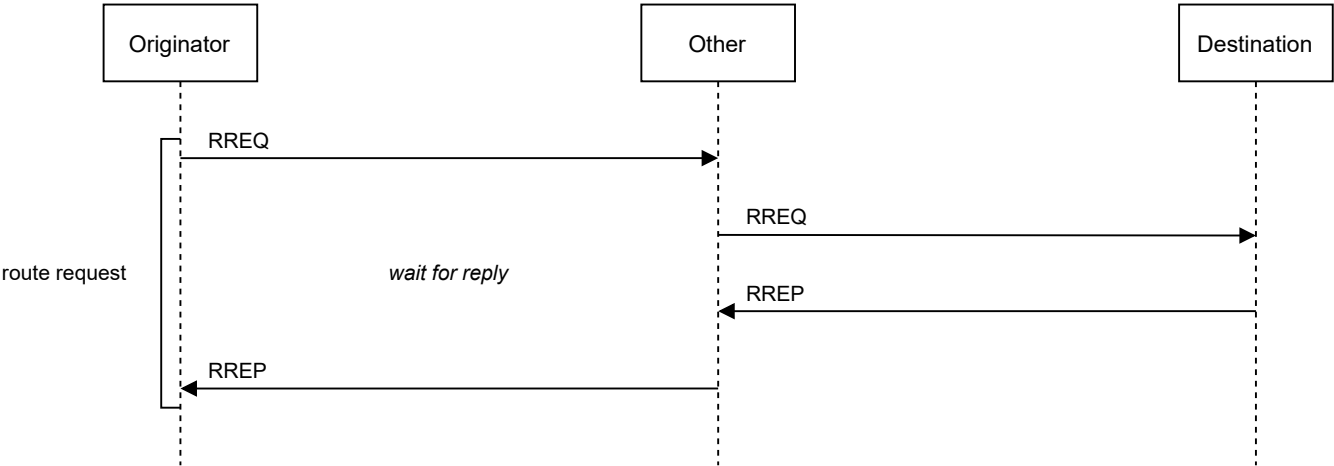 Originator
Other
Destination
RREQ
RREQ
route request
wait for reply
RREP
RREP